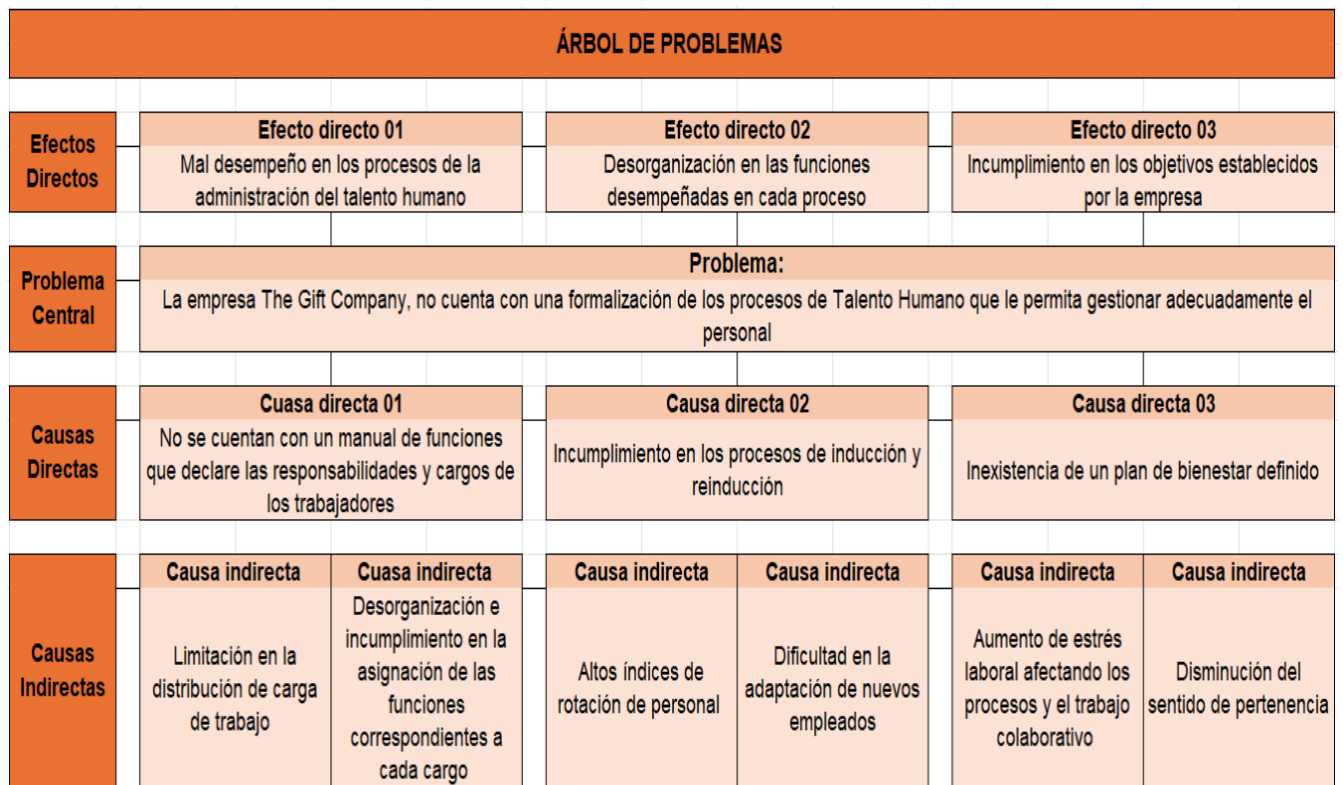 ÁRBOL DE PROBLEMAS
Efectos
Directos
Efecto directo 01
Mal desempeño en los procesos de la
administración del talento humano
Efecto directo 02
Desorganización en las funciones
desempeñadas en cada proceso
Efecto directo 03
Incumplimiento en los objetivos establecidos
por la empresa
Problema
Central
Problema:
La empresa The Gift Company, no cuenta con una formalización de los procesos de Talento Humano que le permita gestionar adecuadamente el
personal
Causas
Directas
Cuasa directa 01
No se cuentan con un manual de funciones
que declare las responsabilidades y cargos de
los trabajadores
Causa directa 02
Incumplimiento en los procesos de inducción y
reinducción
Causa directa 03
Inexistencia de un plan de bienestar definido
Causas
Indirectas
Causa indirecta
Limitación en la
distribución de carga
de trabajo
Cuasa indirecta
Desorganización e
incumplimiento en la
asignación de las
funciones
correspondientes a
cada cargo
Causa indirecta
Altos índices de
rotación de personal
Causa indirecta
Dificultad en la
adaptación de nuevos
empleados
Causa indirecta
Aumento de estrés
laboral afectando los
procesos y el trabajo
colaborativo
Causa indirecta
Disminución del
sentido de pertenencia